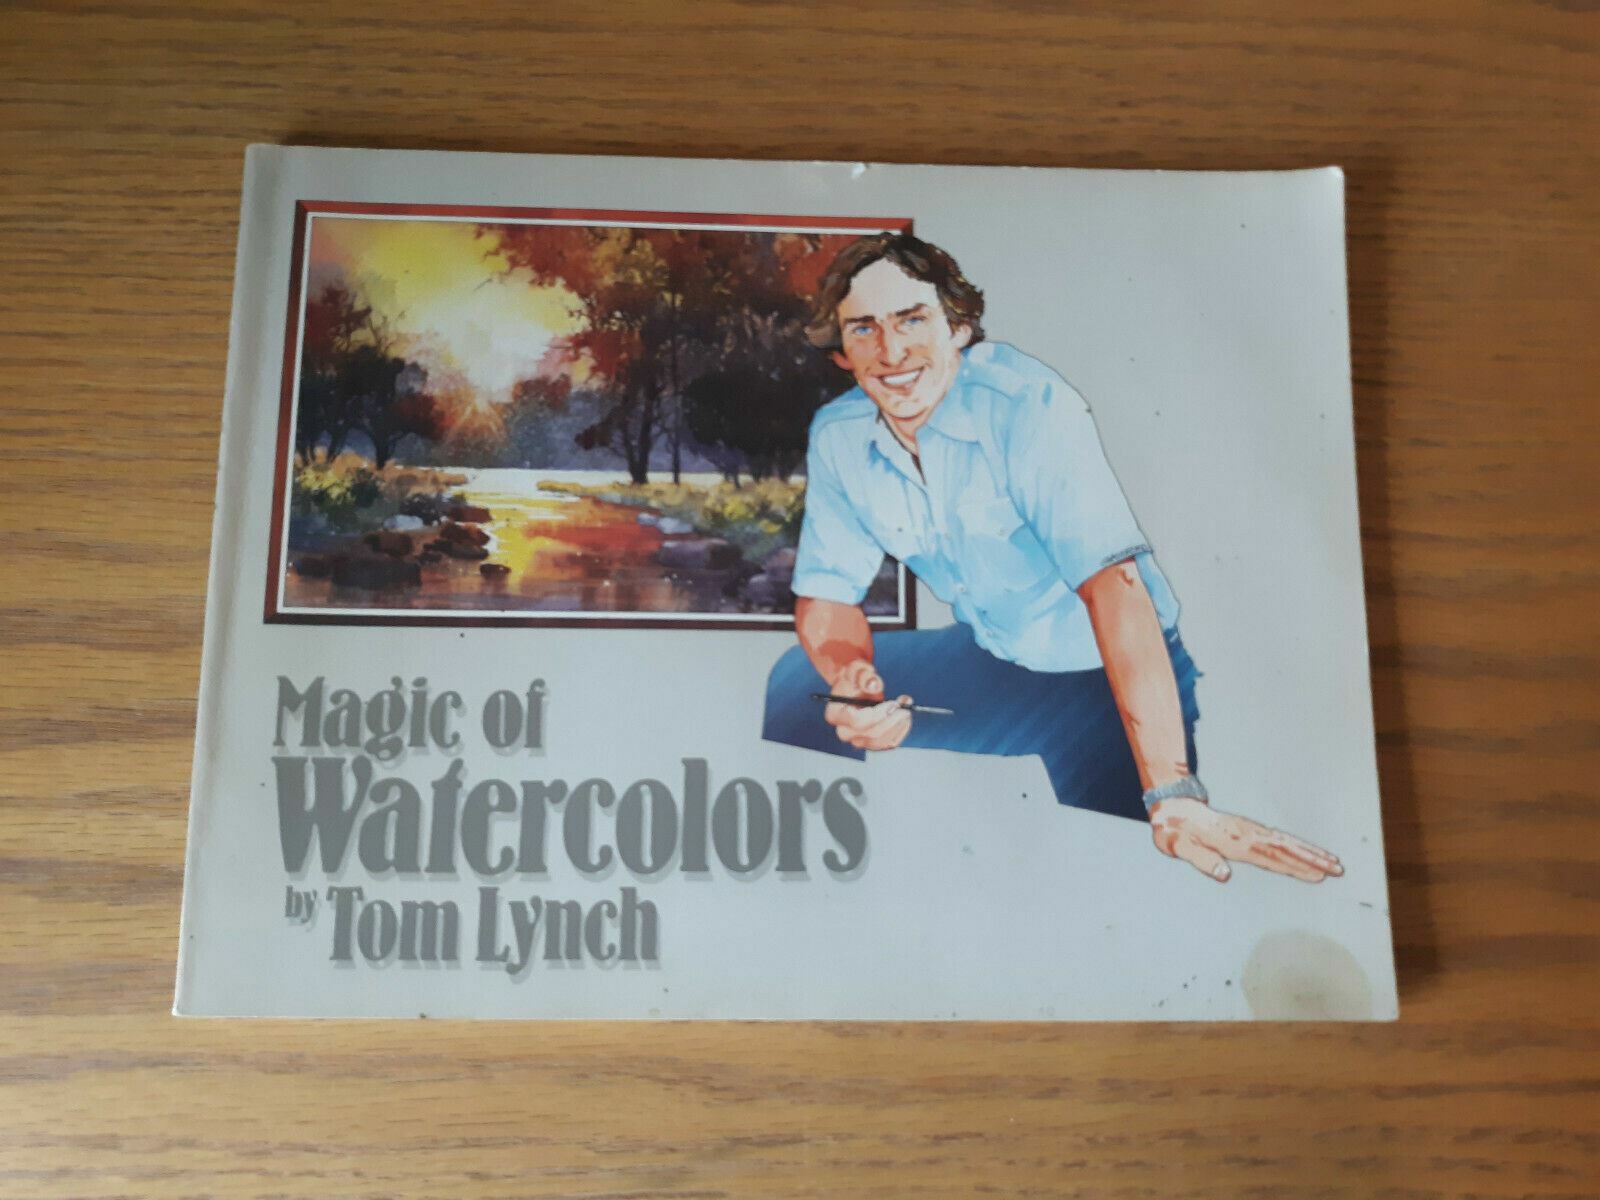 Magic of
Watercolors
by Tom Lynch